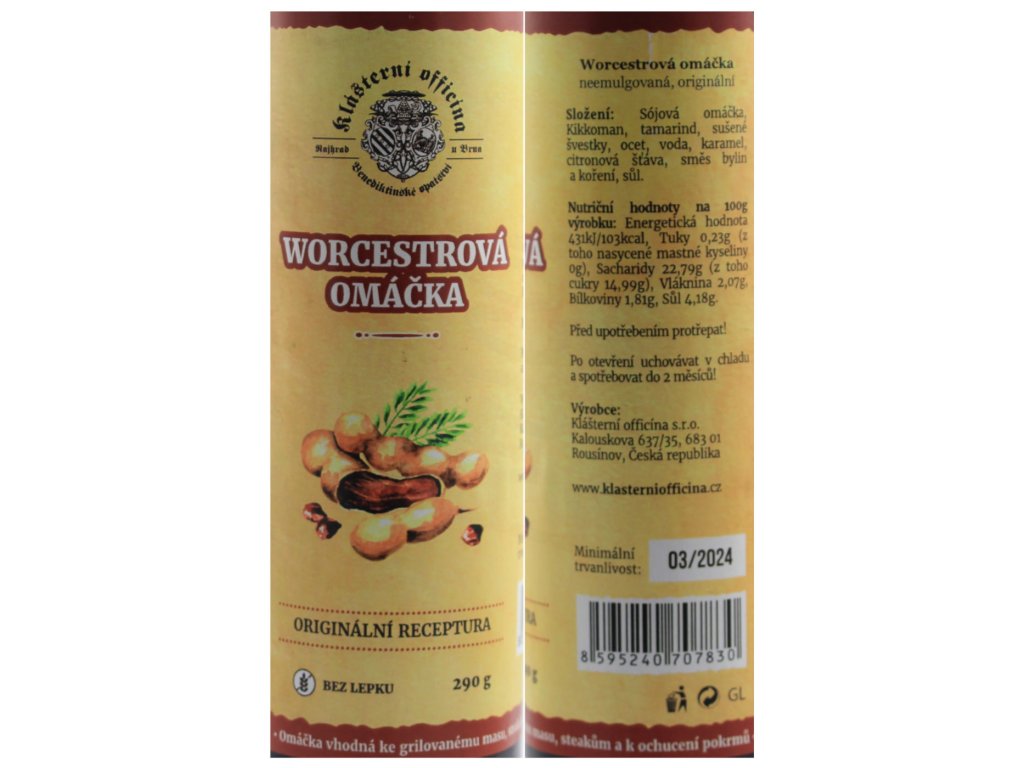 Klášterní officina
Rajhrad u Brna
Benediktinské opatství
WORCESTROVÁ
OMÁČKA
ORIGINÁLNÍ RECEPTURA
BEZ LEPKU
290 g
• Omáčka vhodná ke grilovanému masu,
VÁ
Worcestrová omáčka
neemulgovaná, originální
Složení: Sójová omáčka,
Kikkoman, tamarind, sušené
švestky, ocet, voda, karamel,
citronová šťáva, směs bylin
a koření, sůl.
Nutriční hodnoty na 100g
výrobku: Energetická hodnota
431kJ/103kcal, Tuky 0,23g (z
toho nasycené mastné kyseliny
0g), Sacharidy 22,79g (z toho
cukry 14,99g), Vláknina 2,07g,
Bílkoviny 1,81g, Sůl 4,18g.
Před upotřebením protřepat!
Po otevření uchovávat v chladu
a spotřebovat do 2 měsíců!
Výrobce:
Klášterní officína s.r.o.
Kalouskova 637/35, 683 01
Rousínov, Česká republika
www.klasterniofficina.cz
Minimální
trvanlivost:
03/2024
8 595240 707830
GL
masu, steakům a k ochucení pokrmů •